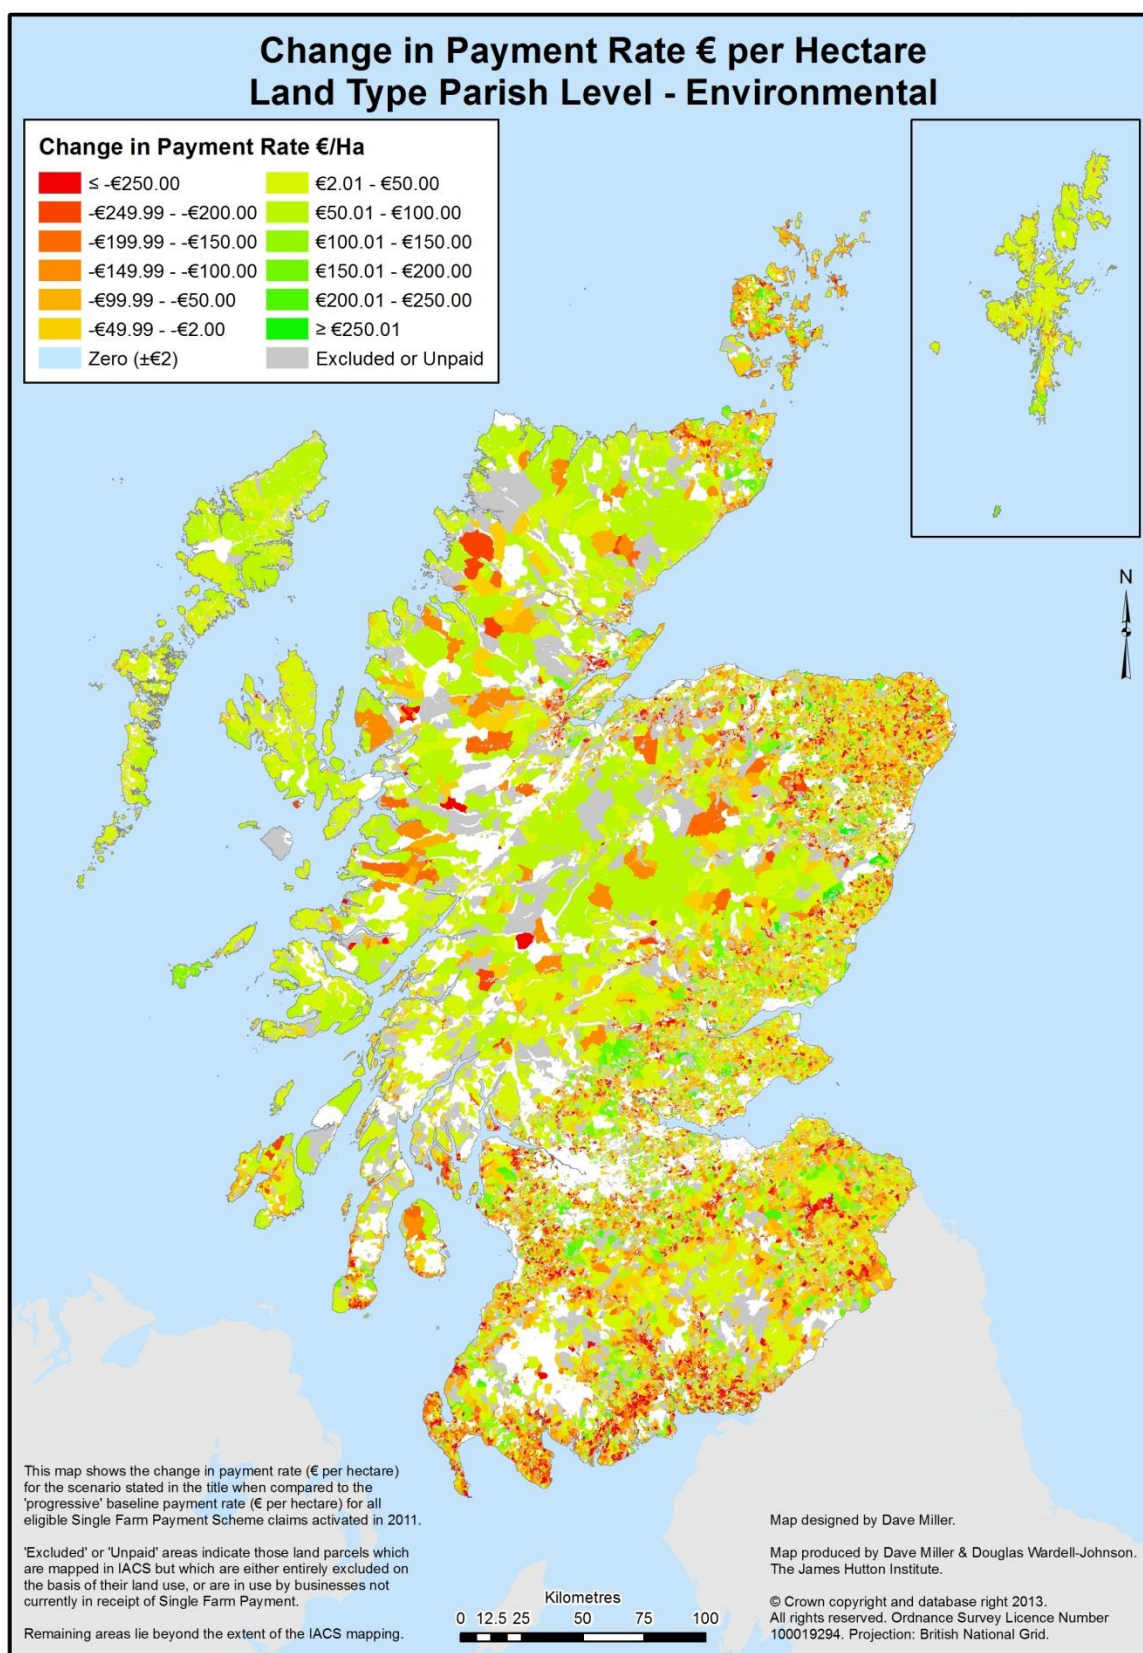 Change in Payment Rate € per Hectare
Land Type Parish Level - Environmental
Change in Payment Rate €/Ha
≤ -€250.00
-€249.99 - -€200.00
-€199.99 - -€150.00
-€149.99 - -€100.00
-€99.99 - -€50.00
-€49.99 - -€2.00
Zero (±€2)
€2.01 - €50.00
€50.01 - €100.00
€100.01 - €150.00
€150.01 - €200.00
€200.01 - €250.00
≥ €250.01
Excluded or Unpaid
N
This map shows the change in payment rate (€ per hectare)
for the scenario stated in the title when compared to the
'progressive' baseline payment rate (€ per hectare) for all
eligible Single Farm Payment Scheme claims activated in 2011.
'Excluded' or 'Unpaid' areas indicate those land parcels which
are mapped in IACS but which are either entirely excluded on
the basis of their land use, or are in use by businesses not
currently in receipt of Single Farm Payment.
Remaining areas lie beyond the extent of the IACS mapping.
Kilometres
0 12.5 25 50 75 100
Map designed by Dave Miller.
Map produced by Dave Miller & Douglas Wardell-Johnson.
The James Hutton Institute.
© Crown copyright and database right 2013.
All rights reserved. Ordnance Survey Licence Number
100019294. Projection: British National Grid.